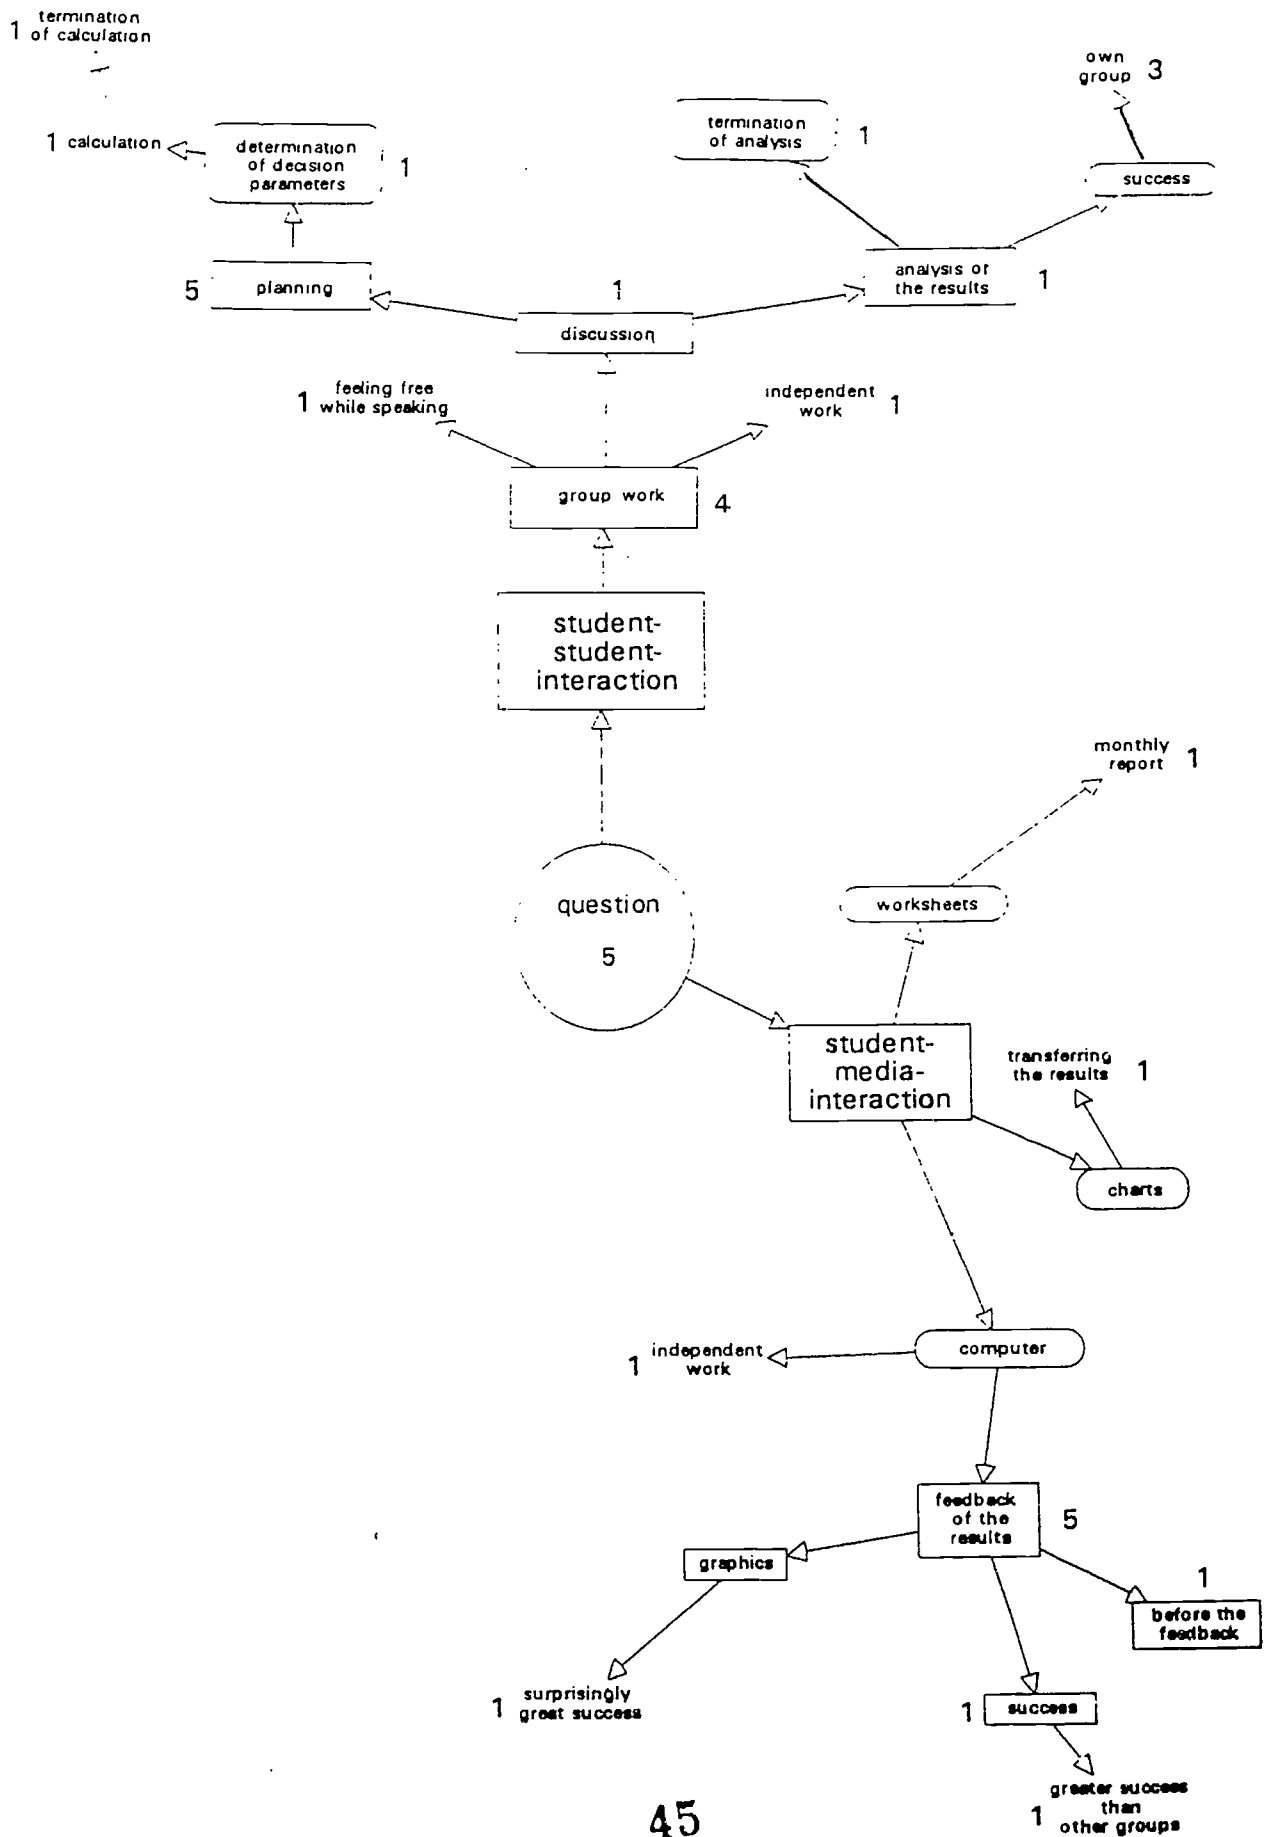 termination
1 of calculation
own
group 3
termination
of analysis 1
1 calculation
determination
of decision
parameters 1
success
analysis of
the results 1
5 planning
1
discussion
feeling free
1 while speaking
independent
work 1
group work 4
student-
student-
interaction
monthly
report 1
question
5
worksheets
student-
media-
interaction
transferring
the results 1
charts
independent
1 work
computer
feedback
of the
results 5
graphics
1
before the
feedback
surprisingly
1 great success
1 success
greater success
than
1 other groups
45